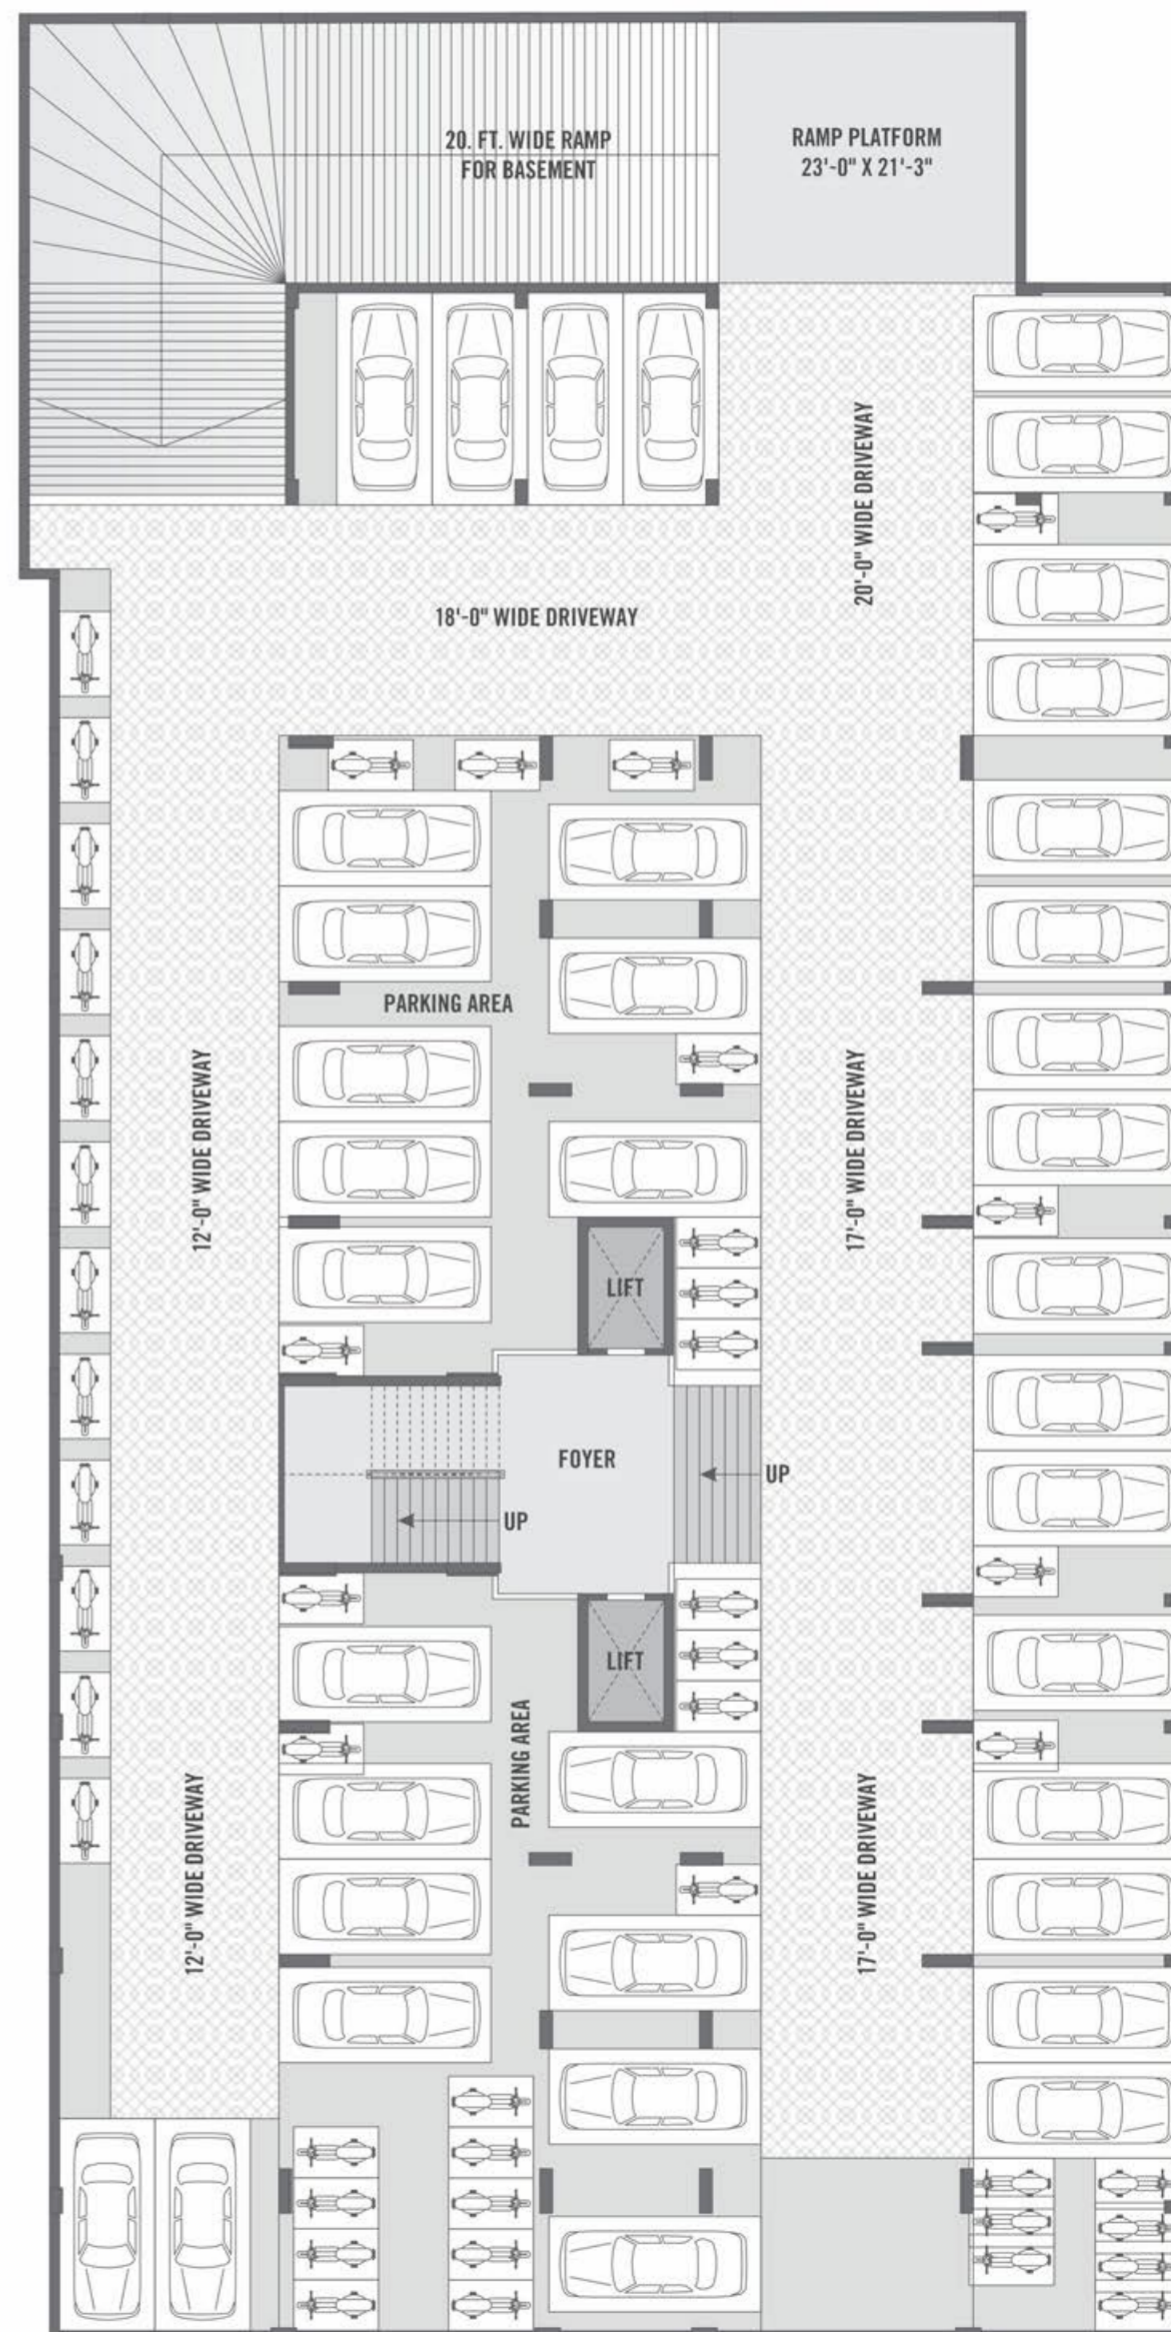 20. FT. WIDE RAMP
FOR BASEMENT
RAMP PLATFORM
23'-0" X 21'-3"
20'-0" WIDE DRIVEWAY
18'-0" WIDE DRIVEWAY
PARKING AREA
12'-0" WIDE DRIVEWAY
17'-0" WIDE DRIVEWAY
LIFT
FOYER
UP
UP
LIFT
PARKING AREA
12'-0" WIDE DRIVEWAY
17'-0" WIDE DRIVEWAY